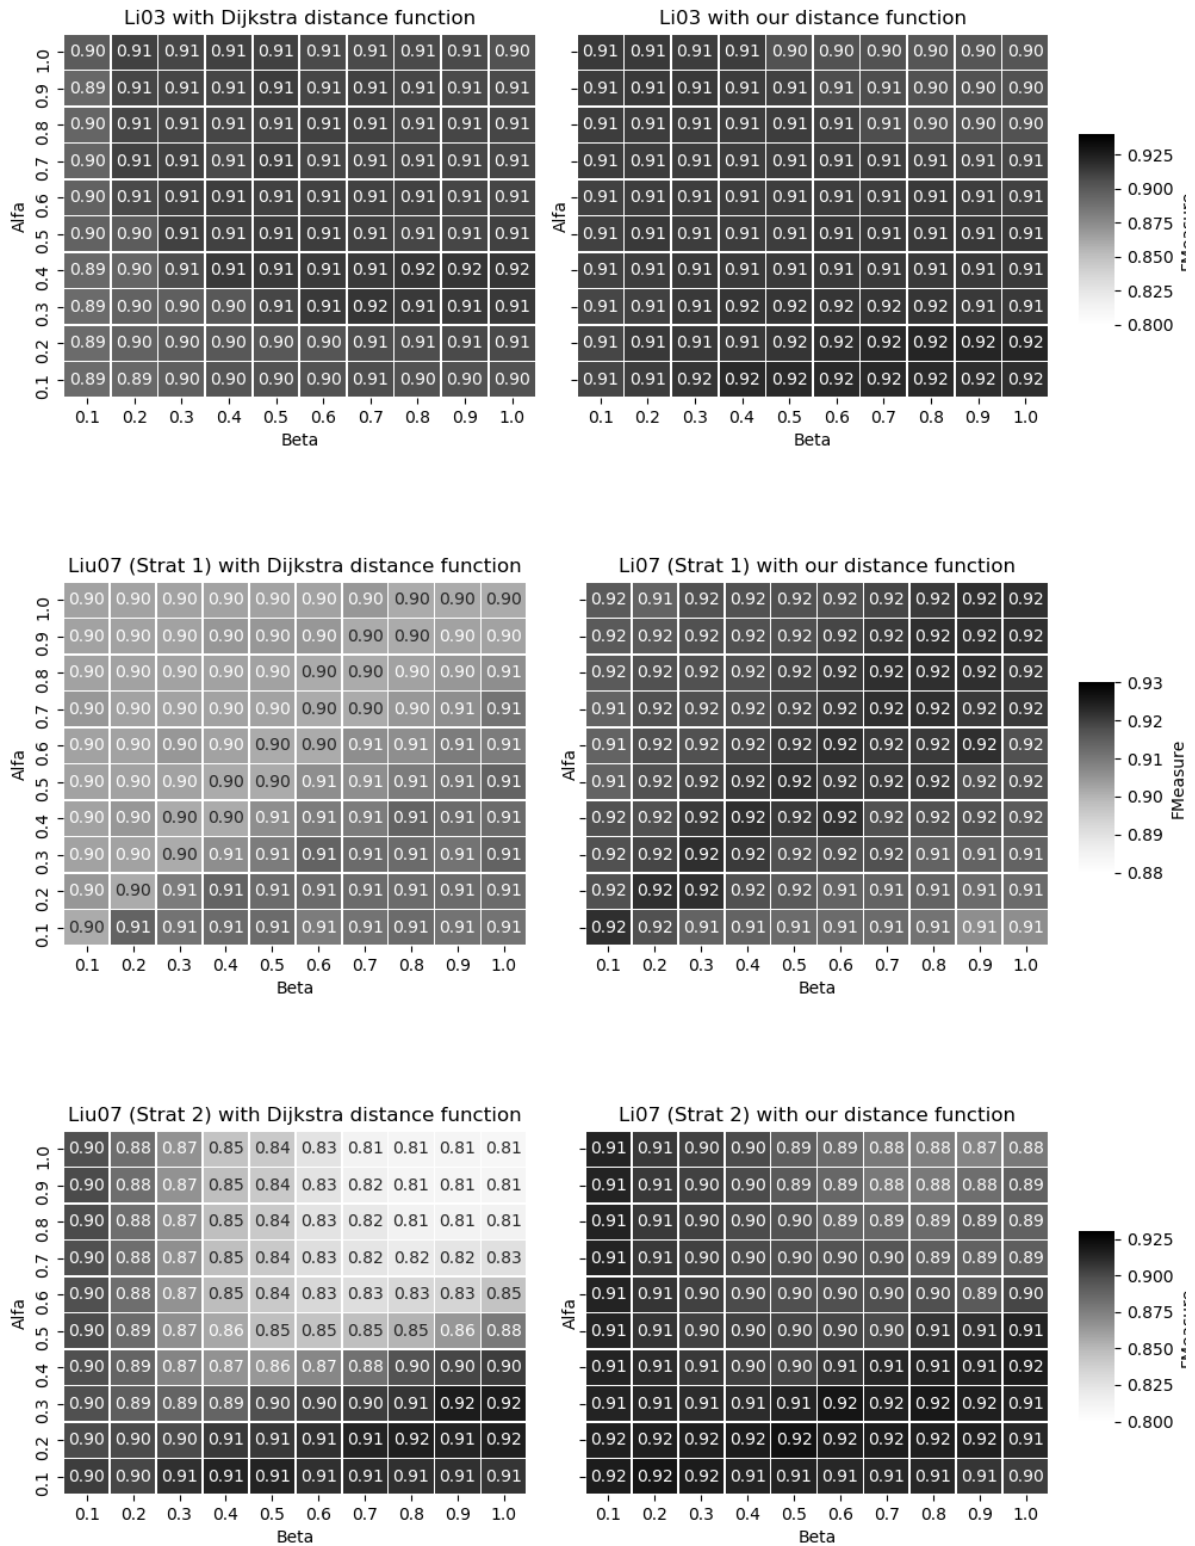 Li03 with Dijkstra distance function
Li03 with our distance function
1.0 0.90 0.91 0.91 0.91 0.91 0.91 0.91 0.91 0.91 0.90
0.91 0.91 0.91 0.91 0.90 0.90 0.90 0.90 0.90 0.90
0.9 0.89 0.91 0.91 0.91 0.91 0.91 0.91 0.91 0.91 0.91
0.91 0.91 0.91 0.91 0.91 0.91 0.91 0.90 0.90 0.90
0.8 0.90 0.91 0.91 0.91 0.91 0.91 0.91 0.91 0.91 0.91
0.91 0.91 0.91 0.91 0.91 0.91 0.91 0.90 0.90 0.90
0.7 0.90 0.91 0.91 0.91 0.91 0.91 0.91 0.91 0.91 0.91
0.91 0.91 0.91 0.91 0.91 0.91 0.91 0.91 0.91 0.91
0.6 0.90 0.91 0.91 0.91 0.91 0.91 0.91 0.91 0.91 0.91
0.91 0.91 0.91 0.91 0.91 0.91 0.91 0.91 0.91 0.91
0.5 0.90 0.90 0.91 0.91 0.91 0.91 0.91 0.91 0.91 0.91
0.91 0.91 0.91 0.91 0.91 0.91 0.91 0.91 0.91 0.91
0.4 0.89 0.90 0.91 0.91 0.91 0.91 0.91 0.92 0.92 0.92
0.91 0.91 0.91 0.91 0.91 0.91 0.91 0.91 0.91 0.91
0.3 0.89 0.90 0.90 0.90 0.91 0.91 0.92 0.91 0.91 0.91
0.91 0.91 0.91 0.92 0.92 0.92 0.92 0.92 0.91 0.91
0.2 0.89 0.90 0.90 0.90 0.90 0.90 0.91 0.91 0.91 0.91
0.91 0.91 0.91 0.91 0.92 0.92 0.92 0.92 0.92 0.92
0.1 0.89 0.89 0.90 0.90 0.90 0.90 0.91 0.90 0.90 0.90
0.91 0.91 0.92 0.92 0.92 0.92 0.92 0.92 0.92 0.92
Alfa
Alfa
0.1 0.2 0.3 0.4 0.5 0.6 0.7 0.8 0.9 1.0
0.1 0.2 0.3 0.4 0.5 0.6 0.7 0.8 0.9 1.0
Beta
Beta
0.925
0.900
0.875
0.850
0.825
0.800
FMeasure
Liu07 (Strat 1) with Dijkstra distance function
Li07 (Strat 1) with our distance function
1.0 0.90 0.90 0.90 0.90 0.90 0.90 0.90 0.90 0.90 0.90
0.92 0.91 0.92 0.92 0.92 0.92 0.92 0.92 0.92 0.92
0.9 0.90 0.90 0.90 0.90 0.90 0.90 0.90 0.90 0.90 0.90
0.92 0.92 0.92 0.92 0.92 0.92 0.92 0.92 0.92 0.92
0.8 0.90 0.90 0.90 0.90 0.90 0.90 0.90 0.90 0.90 0.91
0.92 0.92 0.92 0.92 0.92 0.92 0.92 0.92 0.92 0.92
0.7 0.90 0.90 0.90 0.90 0.90 0.90 0.90 0.90 0.91 0.91
0.91 0.92 0.92 0.92 0.92 0.92 0.92 0.92 0.92 0.92
0.6 0.90 0.90 0.90 0.90 0.90 0.90 0.91 0.91 0.91 0.91
0.91 0.92 0.92 0.92 0.92 0.92 0.92 0.92 0.92 0.92
0.5 0.90 0.90 0.90 0.90 0.90 0.91 0.91 0.91 0.91 0.91
0.91 0.92 0.92 0.92 0.92 0.92 0.92 0.92 0.92 0.92
0.4 0.90 0.90 0.90 0.90 0.91 0.91 0.91 0.91 0.91 0.91
0.92 0.92 0.92 0.92 0.92 0.92 0.92 0.92 0.92 0.92
0.3 0.90 0.90 0.90 0.91 0.91 0.91 0.91 0.91 0.91 0.91
0.92 0.92 0.92 0.92 0.92 0.92 0.92 0.91 0.91 0.91
0.2 0.90 0.90 0.91 0.91 0.91 0.91 0.91 0.91 0.91 0.91
0.92 0.92 0.92 0.92 0.92 0.92 0.91 0.91 0.91 0.91
0.1 0.90 0.91 0.91 0.91 0.91 0.91 0.91 0.91 0.91 0.91
0.92 0.92 0.91 0.91 0.91 0.91 0.91 0.91 0.91 0.91
Alfa
Alfa
0.1 0.2 0.3 0.4 0.5 0.6 0.7 0.8 0.9 1.0
0.1 0.2 0.3 0.4 0.5 0.6 0.7 0.8 0.9 1.0
Beta
Beta
0.93
0.92
0.91
0.90
0.89
0.88
FMeasure
Liu07 (Strat 2) with Dijkstra distance function
Li07 (Strat 2) with our distance function
1.0 0.90 0.88 0.87 0.85 0.84 0.83 0.81 0.81 0.81 0.81
0.91 0.91 0.90 0.90 0.89 0.89 0.88 0.88 0.87 0.88
0.9 0.90 0.88 0.87 0.85 0.84 0.83 0.82 0.81 0.81 0.81
0.91 0.91 0.90 0.90 0.89 0.89 0.88 0.88 0.88 0.89
0.8 0.90 0.88 0.87 0.85 0.84 0.83 0.82 0.81 0.81 0.81
0.91 0.91 0.90 0.90 0.90 0.89 0.89 0.89 0.89 0.89
0.7 0.90 0.88 0.87 0.85 0.84 0.83 0.82 0.82 0.82 0.83
0.91 0.91 0.90 0.90 0.90 0.90 0.90 0.89 0.89 0.89
0.6 0.90 0.88 0.87 0.85 0.84 0.83 0.83 0.83 0.83 0.85
0.91 0.91 0.90 0.90 0.90 0.90 0.90 0.90 0.89 0.90
0.5 0.90 0.89 0.87 0.86 0.85 0.85 0.85 0.85 0.86 0.88
0.91 0.91 0.90 0.90 0.90 0.90 0.90 0.91 0.91 0.91
0.4 0.90 0.89 0.87 0.87 0.86 0.87 0.88 0.90 0.90 0.90
0.91 0.91 0.91 0.90 0.90 0.91 0.91 0.91 0.91 0.92
0.3 0.90 0.89 0.89 0.89 0.90 0.90 0.90 0.91 0.92 0.92
0.91 0.91 0.91 0.91 0.91 0.92 0.92 0.92 0.92 0.91
0.2 0.90 0.90 0.90 0.91 0.91 0.91 0.91 0.92 0.91 0.92
0.92 0.92 0.92 0.92 0.92 0.92 0.92 0.92 0.92 0.91
0.1 0.90 0.90 0.91 0.91 0.91 0.91 0.91 0.91 0.91 0.91
0.92 0.92 0.92 0.91 0.91 0.91 0.91 0.91 0.91 0.90
Alfa
Alfa
0.1 0.2 0.3 0.4 0.5 0.6 0.7 0.8 0.9 1.0
0.1 0.2 0.3 0.4 0.5 0.6 0.7 0.8 0.9 1.0
Beta
Beta
0.925
0.900
0.875
0.850
0.825
0.800
FMeasure